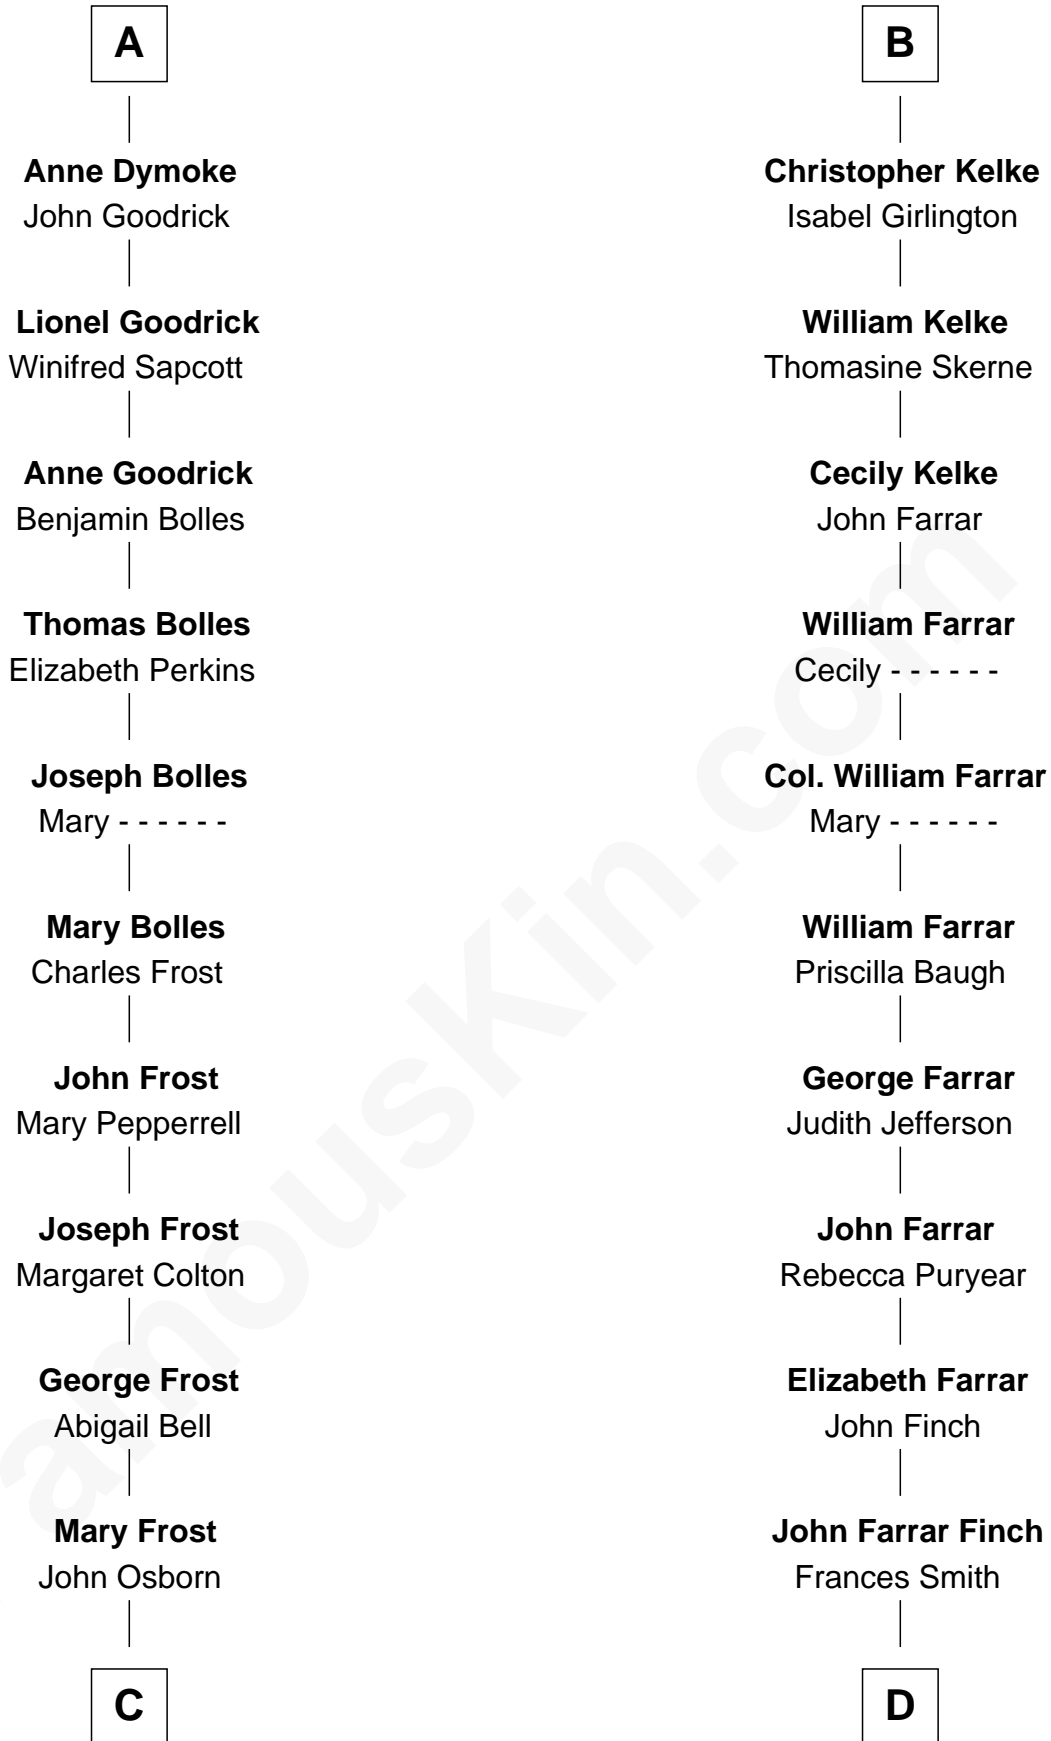 A
Anne Dymoke
John Goodrick
Lionel Goodrick
Winifred Sapcott
Anne Goodrick
Benjamin Bolles
Thomas Bolles
Elizabeth Perkins
Joseph Bolles
Mary - - - - - -
Mary Bolles
Charles Frost
John Frost
Mary Pepperrell
Joseph Frost
Margaret Colton
George Frost
Abigail Bell
Mary Frost
John Osborn
C
B
Christopher Kelke
Isabel Girlington
William Kelke
Thomasine Skerne
Cecily Kelke
John Farrar
William Farrar
Cecily - - - - - -
Col. William Farrar
Mary - - - - - -
William Farrar
Priscilla Baugh
George Farrar
Judith Jefferson
John Farrar
Rebecca Puryear
Elizabeth Farrar
John Finch
John Farrar Finch
Frances Smith
D
amousKin.com